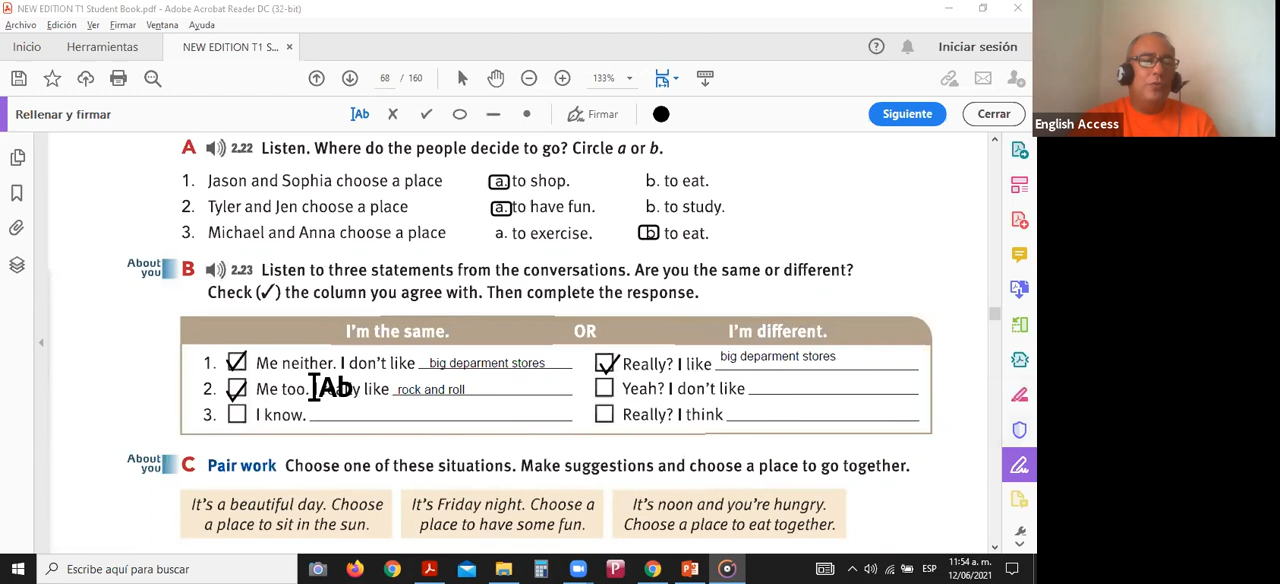 NEW EDITION T1 Student Book.pdf - Adobe Acrobat Reader DC (32-bit)
Archivo Edición Ver Firmar Ventana Ayuda
Inicio Herramientas NEW EDITION T1 S... × Iniciar sesión
68 / 160 133%
Rellenar y firmar Ab Firmar Siguiente Cerrar
English Access
A 2.22 Listen. Where do the people decide to go? Circle a or b.
1. Jason and Sophia choose a place a. to shop. b. to eat.
2. Tyler and Jen choose a place a. to have fun. b. to study.
3. Michael and Anna choose a place a. to exercise. b to eat.
About you B 2.23 Listen to three statements from the conversations. Are you the same or different?
Check (✓) the column you agree with. Then complete the response.
I'm the same. OR I'm different.
1. Me neither. I don't like big deparment stores Really? I like big deparment stores
2. Me too. Ab like rock and roll Yeah? I don't like
3. I know. Really? I think
About you C Pair work Choose one of these situations. Make suggestions and choose a place to go together.
It's a beautiful day. Choose a place to sit in the sun.
It's Friday night. Choose a place to have some fun.
It's noon and you're hungry. Choose a place to eat together.
Escribe aquí para buscar
ESP
11:54 a. m.
12/06/2021